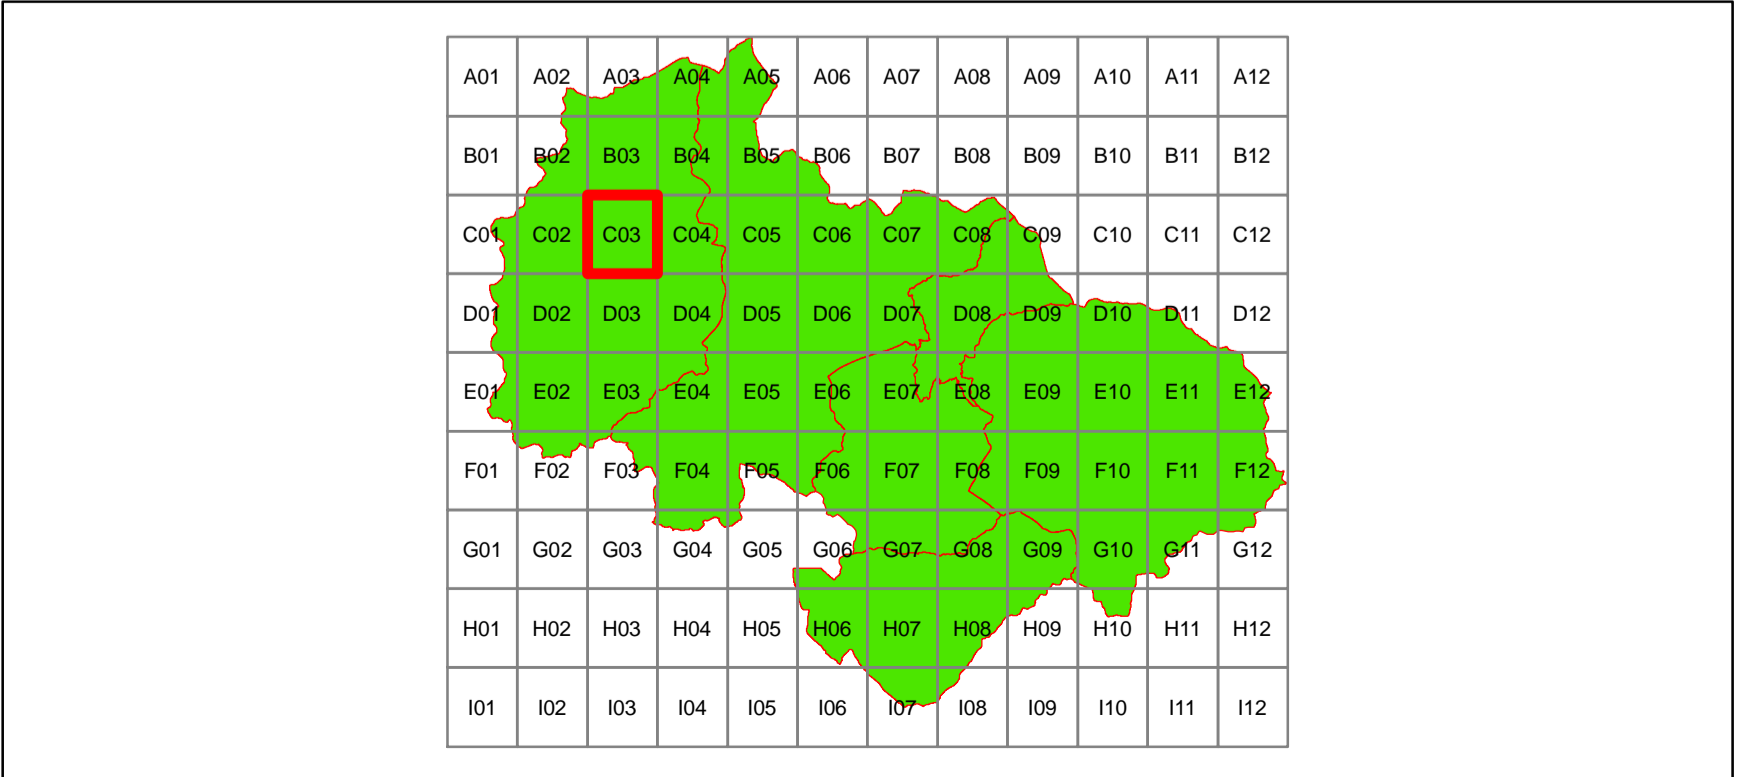 A01 A02 A03 A04 A05 A06 A07 A08 A09 A10 A11 A12
B01 B02 B03 B04 B05 B06 B07 B08 B09 B10 B11 B12
C01 C02 C03 C04 C05 C06 C07 C08 C09 C10 C11 C12
D01 D02 D03 D04 D05 D06 D07 D08 D09 D10 D11 D12
E01 E02 E03 E04 E05 E06 E07 E08 E09 E10 E11 E12
F01 F02 F03 F04 F05 F06 F07 F08 F09 F10 F11 F12
G01 G02 G03 G04 G05 G06 G07 G08 G09 G10 G11 G12
H01 H02 H03 H04 H05 H06 H07 H08 H09 H10 H11 H12
I01 I02 I03 I04 I05 I06 I07 I08 I09 I10 I11 I12